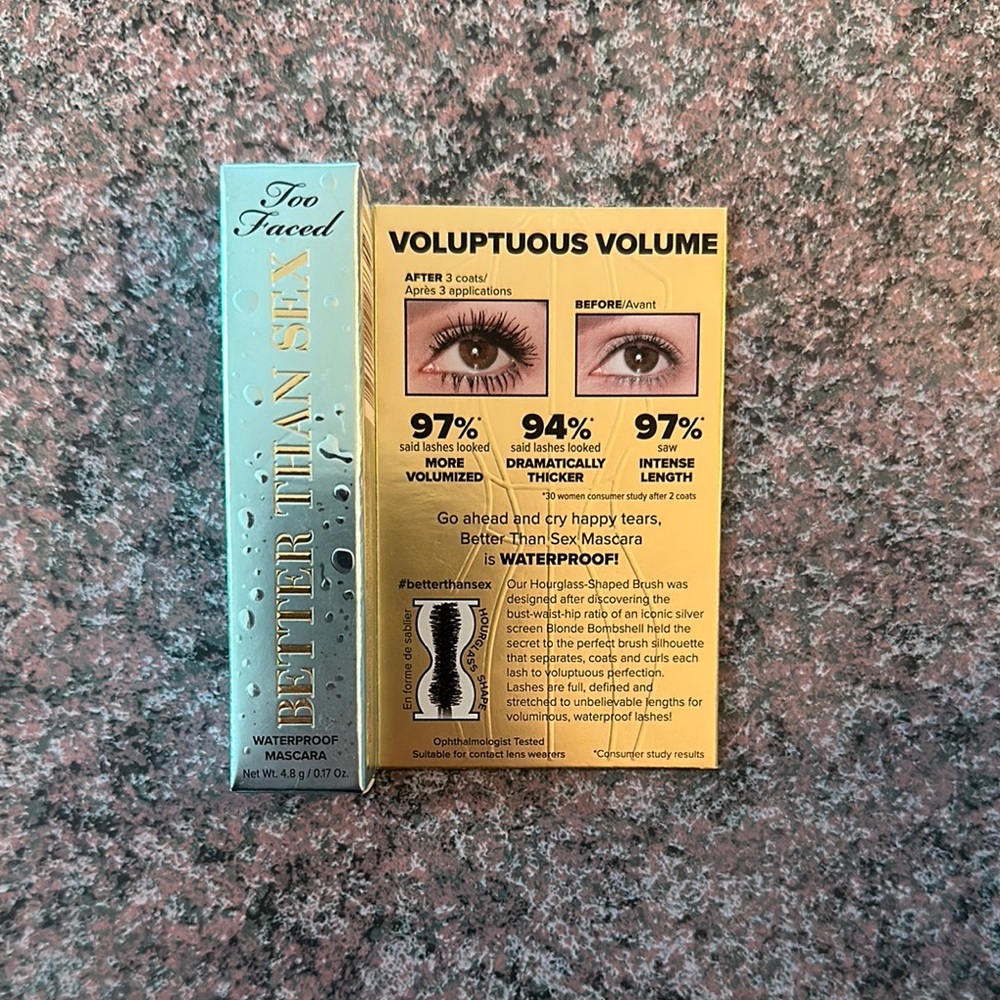 Too
Faced
BETTER THAN SEX
WATERPROOF
MASCARA
Net Wt. 4.8 g / 0.17 Oz.
VOLUPTUOUS VOLUME
AFTER 3 coats/
Après 3 applications
BEFORE/Avant
97%* 94%* 97%*
said lashes looked said lashes looked saw
MORE DRAMATICALLY INTENSE
VOLUMIZED THICKER LENGTH
*30 women consumer study after 2 coats
Go ahead and cry happy tears,
Better Than Sex Mascara
is WATERPROOF!
#betterthansex
En forme de sablier
HOURGLASS SHAPE
Our Hourglass-Shaped Brush was
designed after discovering the
bust-waist-hip ratio of an iconic silver
screen Blonde Bombshell held the
secret to the perfect brush silhouette
that separates, coats and curls each
lash to voluptuous perfection.
Lashes are full, defined and
stretched to unbelievable lengths for
voluminous, waterproof lashes!
Ophthalmologist Tested
Suitable for contact lens wearers
*Consumer study results